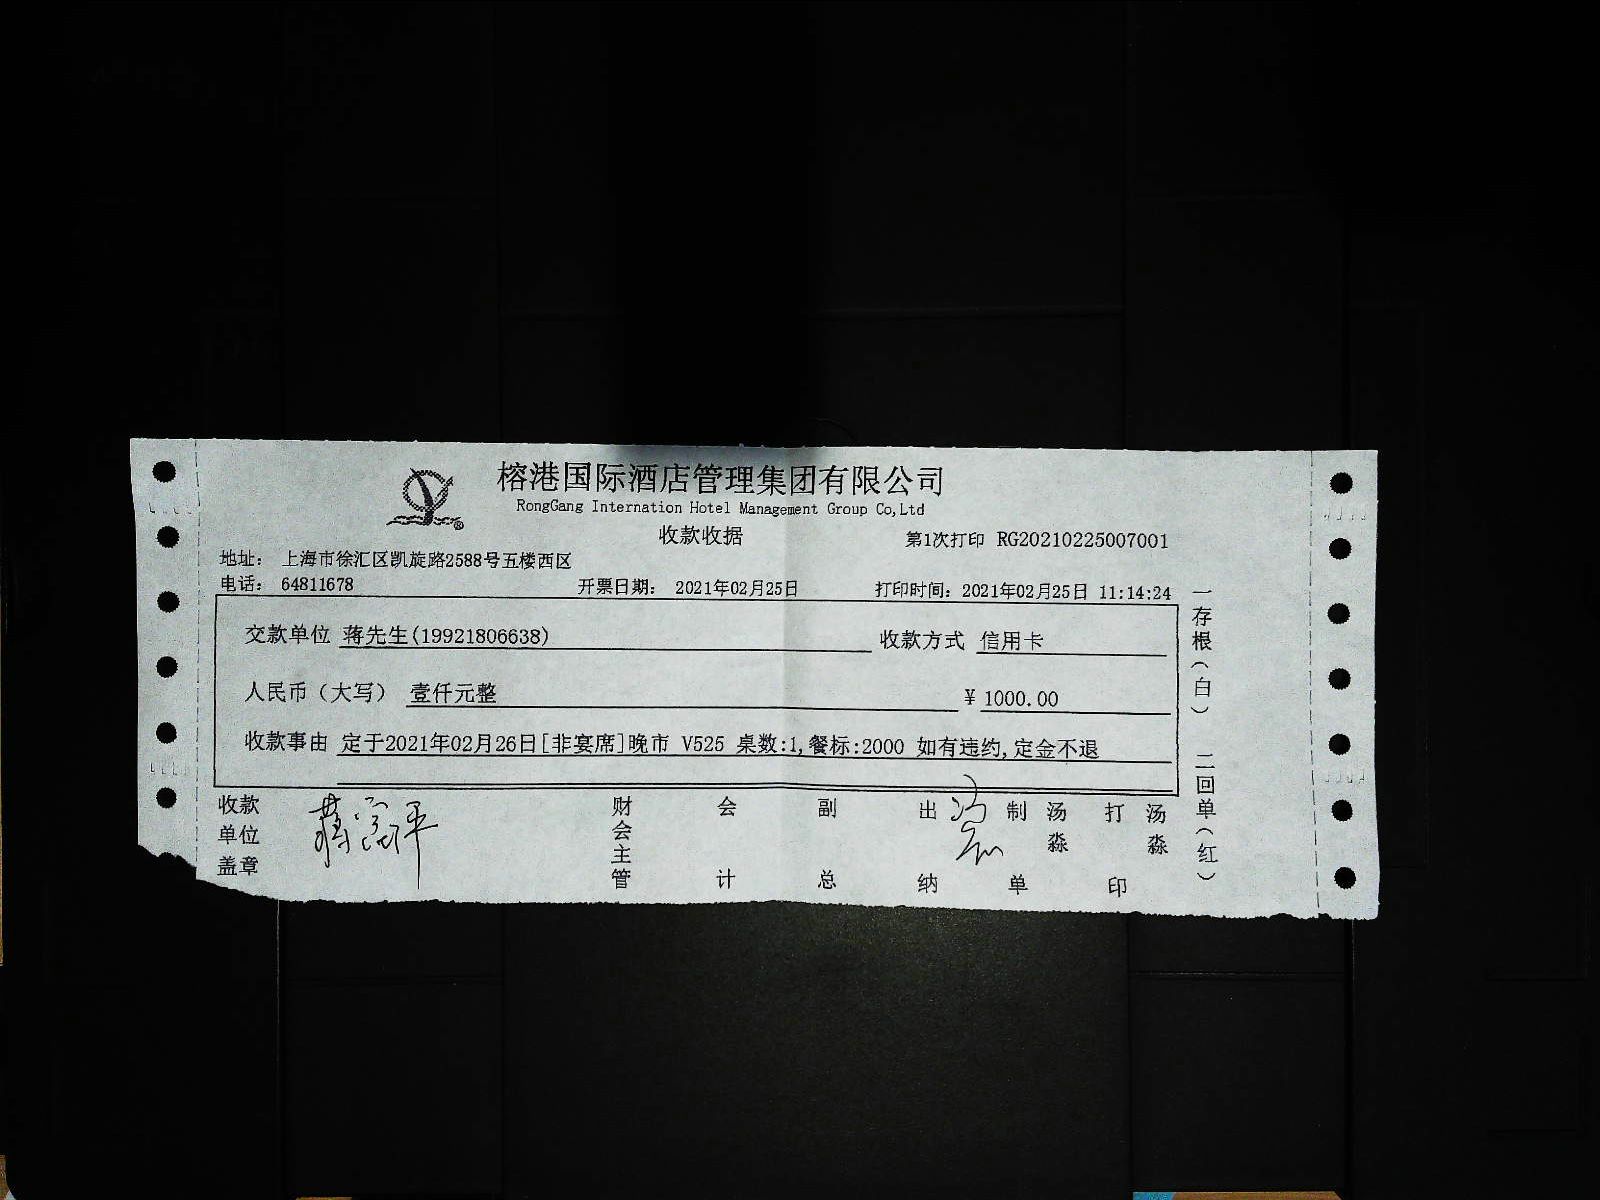 榕港国际酒店管理集团有限公司
RongGang Internation Hotel Management Group Co,Ltd
收款收据
第1次打印 RG20210225007001
地址: 上海市徐汇区凯旋路2588号五楼西区
电话: 64811678 开票日期: 2021年02月25日 打印时间: 2021年02月25日 11:14:24
交款单位 蒋先生(19921806638) 收款方式 信用卡
人民币（大写） 壹仟元整 ¥ 1000.00
收款事由 定于2021年02月26日[非宴席]晚市 V525 桌数:1,餐标:2000 如有违约,定金不退
收款单位盖章
财会主管
会计
副总
出纳
制单 汤淼
打印 汤淼
一存根(白) 二回单(红)